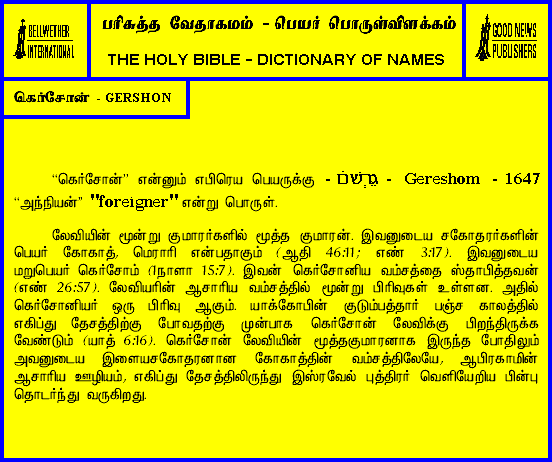 BELLWETHER
INTERNATIONAL
பரிசுத்த வேதாகமம் - பெயர் பொருள்விளக்கம்
THE HOLY BIBLE - DICTIONARY OF NAMES
GOOD NEWS
PUBLISHERS
கெர்சோன் - GERSHON
“கெர்சோன்” என்னும் எபிரெய பெயருக்கு - גֵּרְשֹׁם - Gereshom - 1647
“அந்நியன்” "foreigner" என்று பொருள்.
லேவியின் மூன்று குமாரர்களில் மூத்த குமாரன். இவனுடைய சகோதரர்களின்
பெயர் கோகாத், மெராரி என்பதாகும் (ஆதி 46:11; எண் 3:17). இவனுடைய
மறுபெயர் கெர்சோம் (1நாளா 15:7). இவன் கெர்சோனிய வம்சத்தை ஸ்தாபித்தவன்
(எண் 26:57). லேவியரின் ஆசாரிய வம்சத்தில் மூன்று பிரிவுகள் உள்ளன. அதில்
கெர்சோனியர் ஒரு பிரிவு ஆகும். யாக்கோபின் குடும்பத்தார் பஞ்ச காலத்தில்
எகிப்து தேசத்திற்கு போவதற்கு முன்பாக கெர்சோன் லேவிக்கு பிறந்திருக்க
வேண்டும் (யாத் 6:16). கெர்சோன் லேவியின் மூத்தகுமாரனாக இருந்த போதிலும்
அவனுடைய இளையசகோதரனான கோகாத்தின் வம்சத்திலேயே, ஆபிரகாமின்
ஆசாரிய ஊழியம், எகிப்து தேசத்திலிருந்து இஸ்ரவேல் புத்திரர் வெளியேறிய பின்பு
தொடர்ந்து வருகிறது.